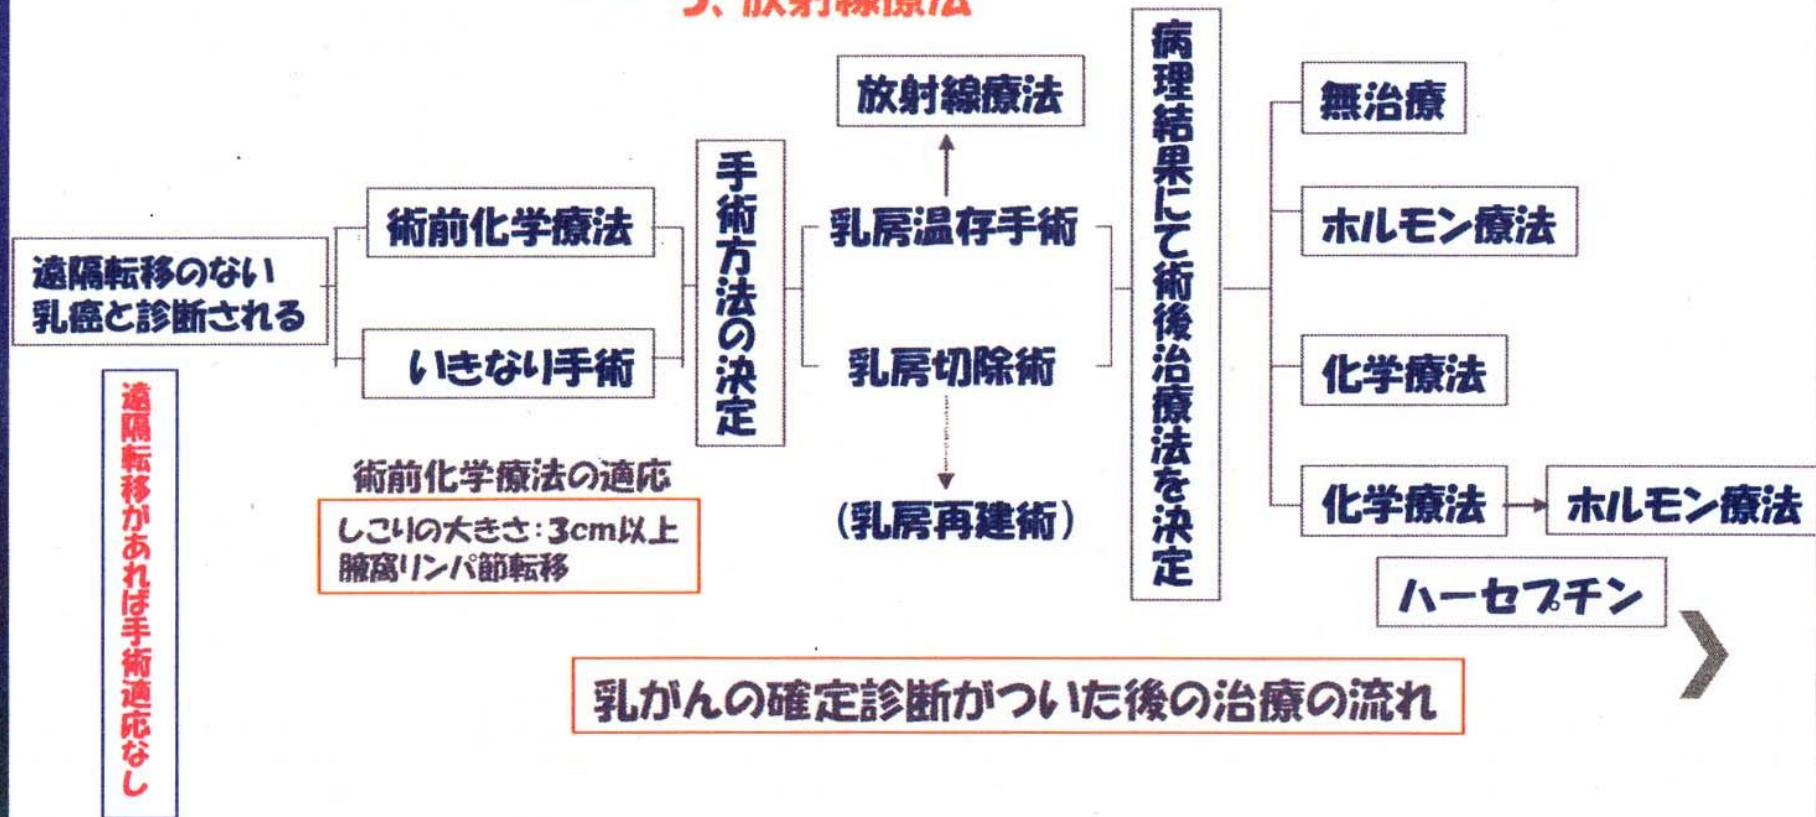 放射線療法
放射線療法
病理結果にて術後治療法を決定
無治療
手術方法の決定
術前化学療法
乳房温存手術
ホルモン療法
遠隔転移のない
乳癌と診断される
いきなり手術
乳房切除術
化学療法
遠隔転移があれば手術適応なし
術前化学療法の適応
しこりの大きさ：3cm以上
腋窩リンパ節転移
(乳房再建術)
化学療法
ホルモン療法
ハーセプチン
乳がんの確定診断がついた後の治療の流れ